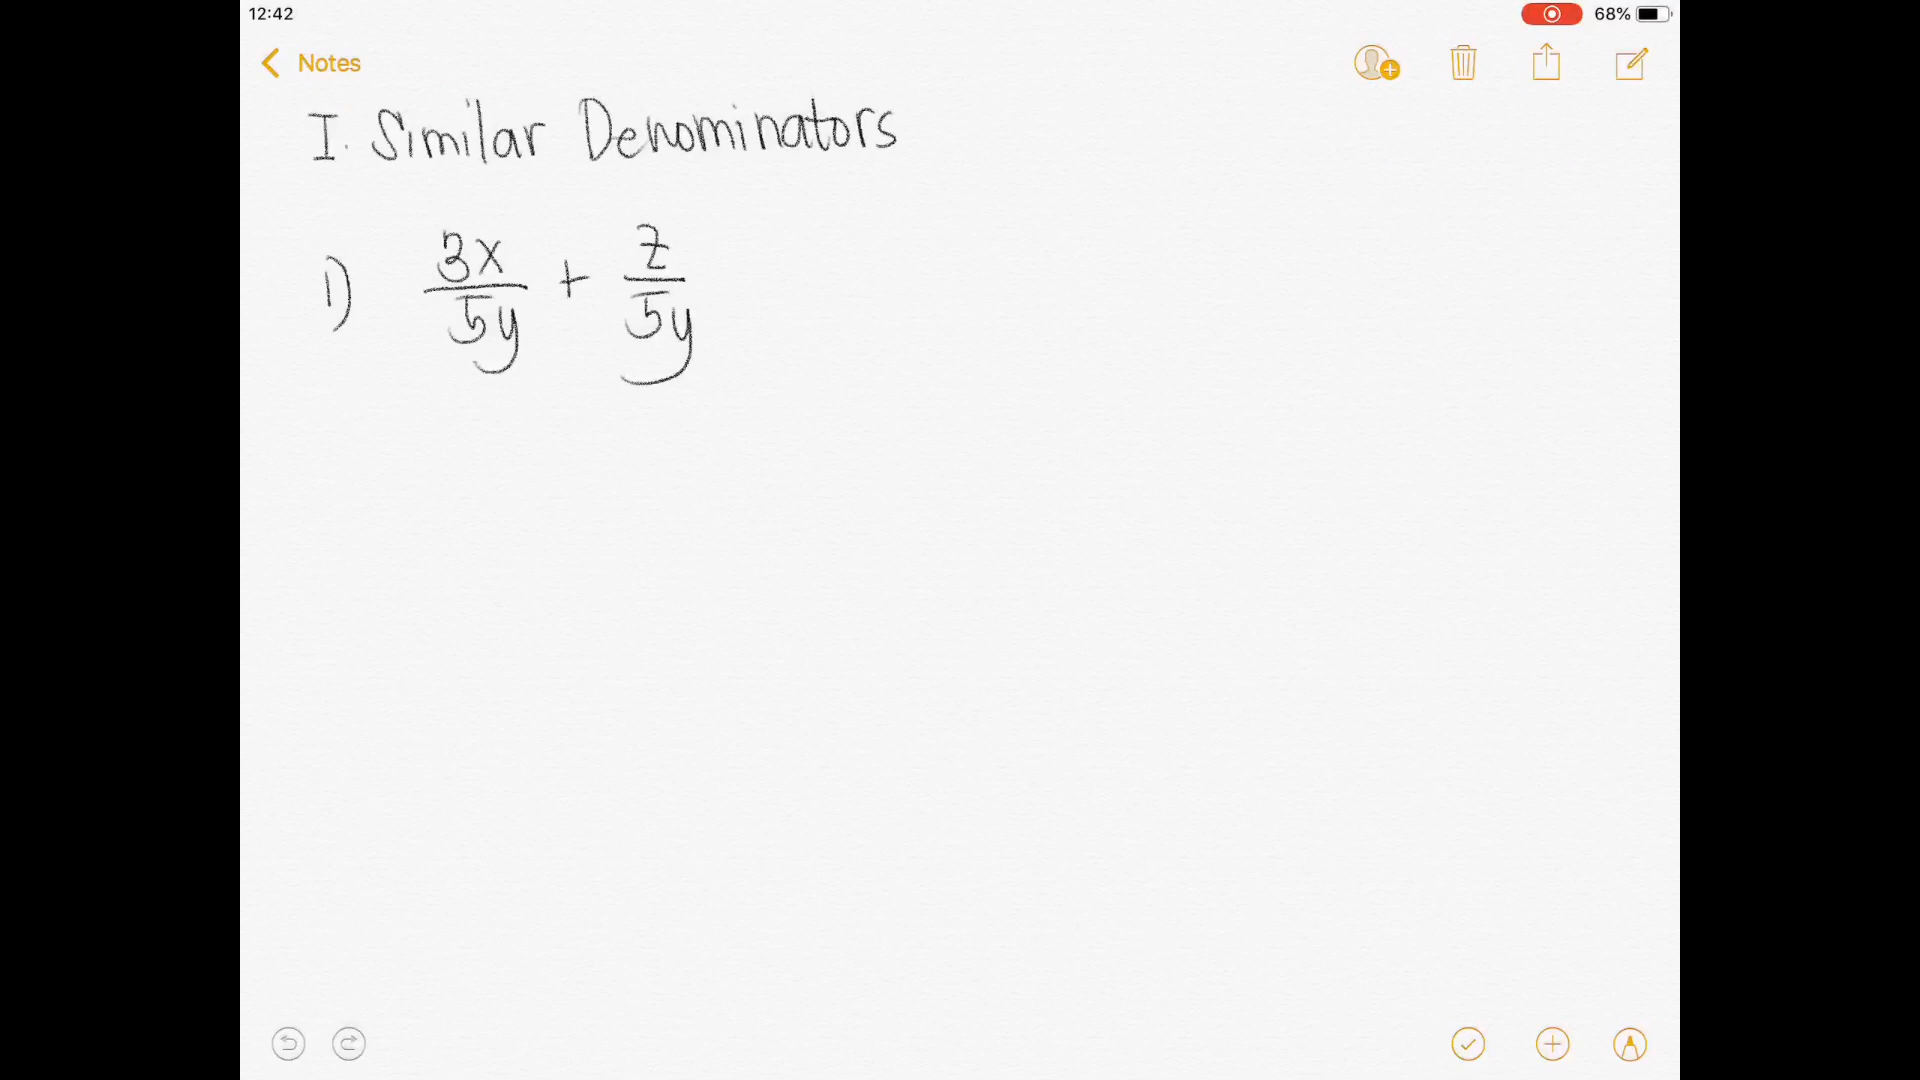 12:42
68%
Notes
I. Similar Denominators
1) 3x/5y + z/5y